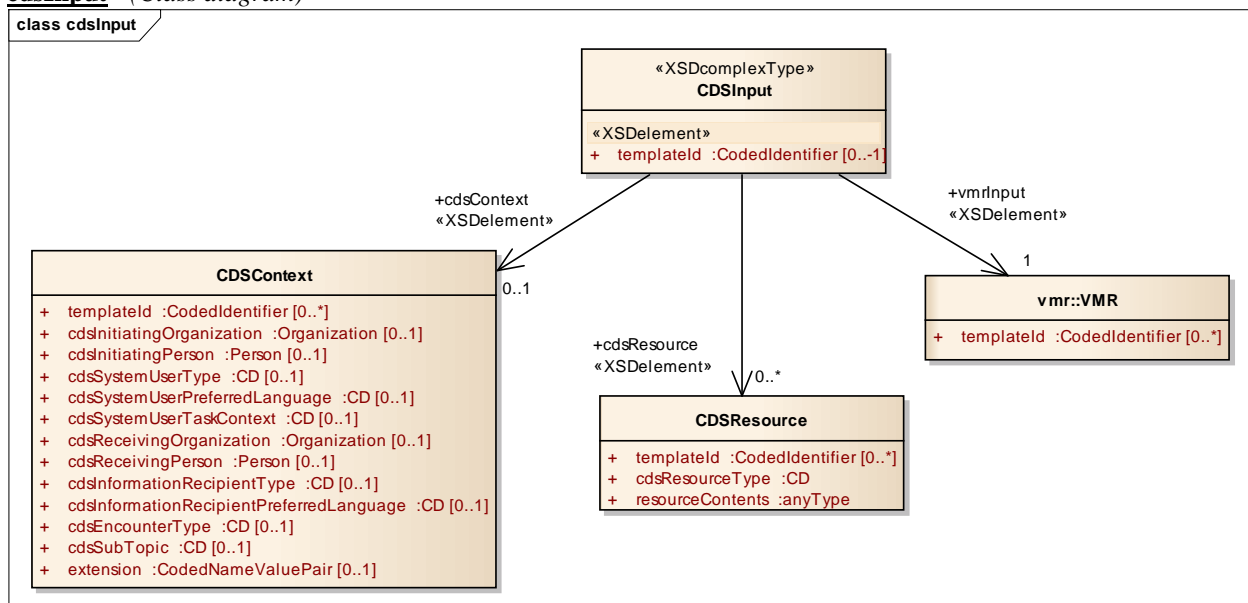 cdsInput (Class diagram)
class cdsInput
«XSDcomplexType»
CDSInput
«XSDelement»
+ templateId :CodedIdentifier [0..-1]
+cdsContext
«XSDelement»
0..1
+vmrInput
«XSDelement»
1
+cdsResource
«XSDelement»
0..*
CDSContext
+ templateId :CodedIdentifier [0..*]
+ cdsInitiatingOrganization :Organization [0..1]
+ cdsInitiatingPerson :Person [0..1]
+ cdsSystemUserType :CD [0..1]
+ cdsSystemUserPreferredLanguage :CD [0..1]
+ cdsSystemUserTaskContext :CD [0..1]
+ cdsReceivingOrganization :Organization [0..1]
+ cdsReceivingPerson :Person [0..1]
+ cdsInformationRecipientType :CD [0..1]
+ cdsInformationRecipientPreferredLanguage :CD [0..1]
+ cdsEncounterType :CD [0..1]
+ cdsSubTopic :CD [0..1]
+ extension :CodedNameValuePair [0..1]
CDSResource
+ templateId :CodedIdentifier [0..*]
+ cdsResourceType :CD
+ resourceContents :anyType
vmr::VMR
+ templateId :CodedIdentifier [0..*]